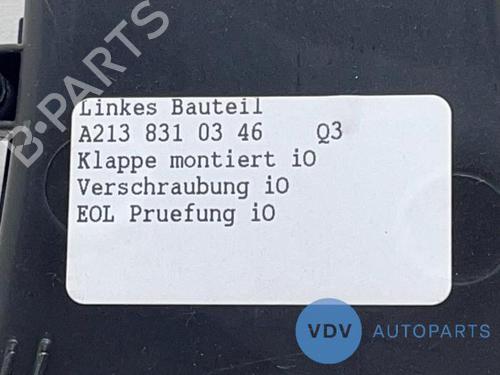 B-PARTS
Linkes Bauteil
A213 831 03 46 Q3
Klappe montiert iO
Verschraubung iO
EOL Pruefung iO
VDV AUTOPARTS